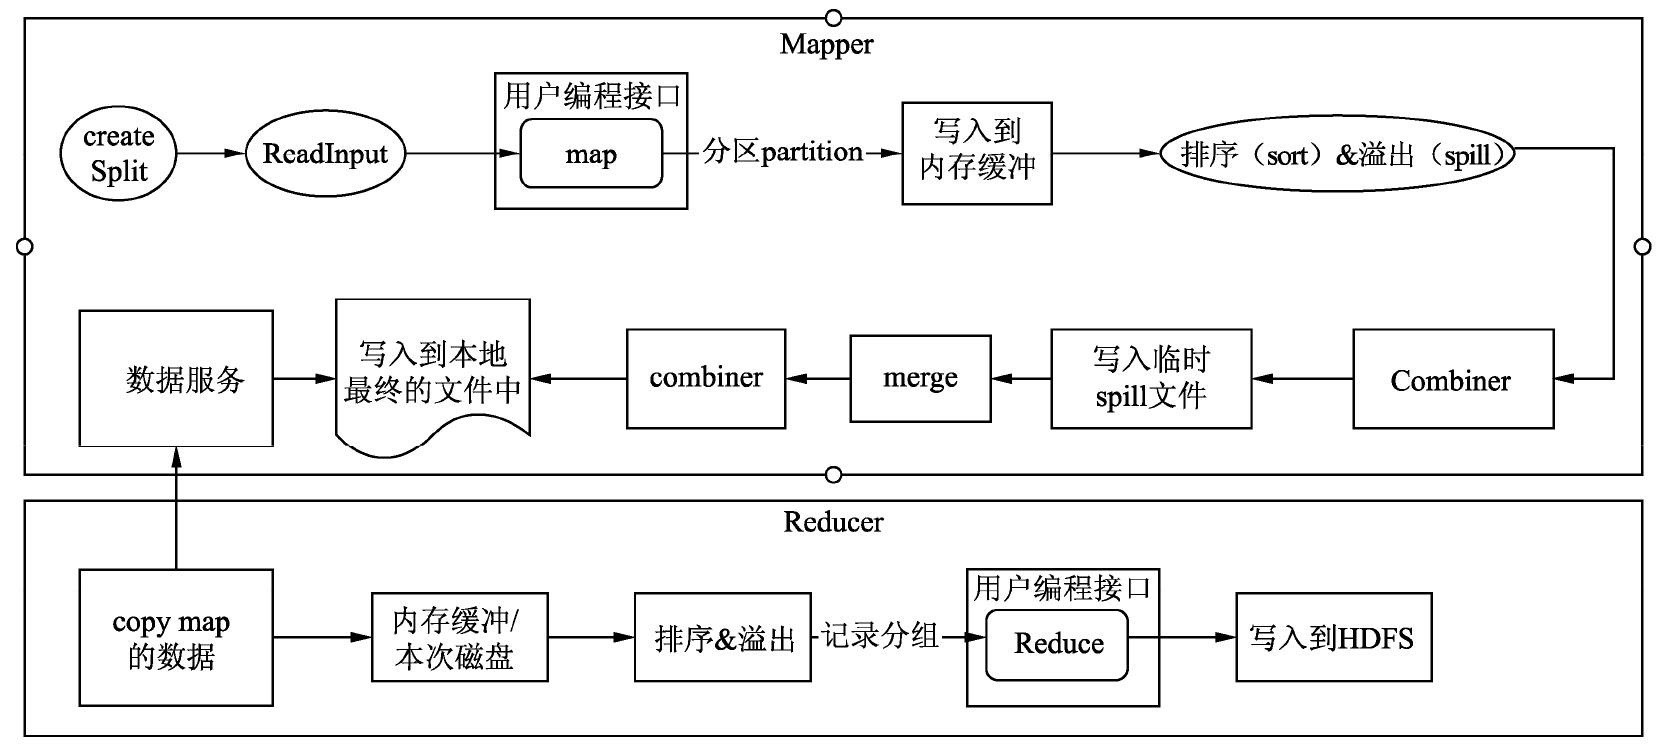 Mapper
create
Split
ReadInput
用户编程接口
map
分区partition
写入到
内存缓冲
排序（sort）&溢出（spill）
数据服务
写入到本地
最终的文件中
combiner
merge
写入临时
spill文件
Combiner
Reducer
copy map
的数据
内存缓冲/
本次磁盘
排序&溢出
记录分组
用户编程接口
Reduce
写入到HDFS